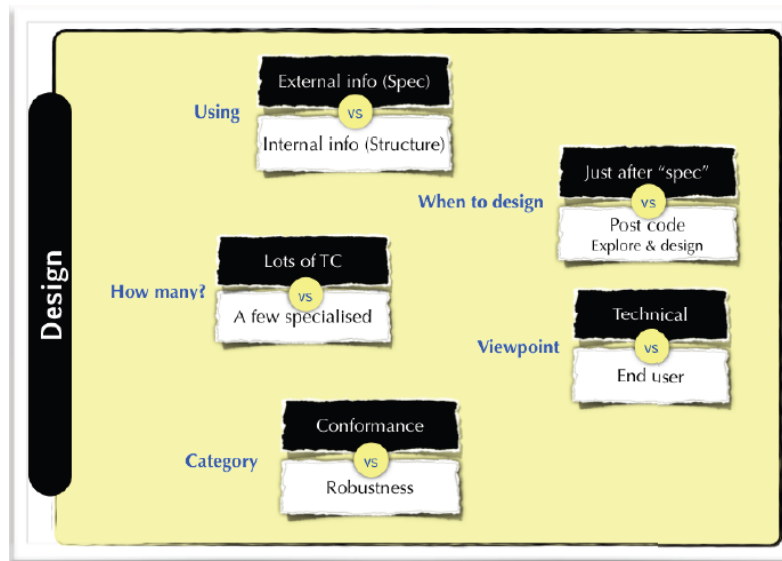 Design
Using
External info (Spec)
vs
Internal info (Structure)
When to design
Just after “spec”
vs
Post code
Explore & design
How many?
Lots of TC
vs
A few specialised
Viewpoint
Technical
vs
End user
Category
Conformance
vs
Robustness